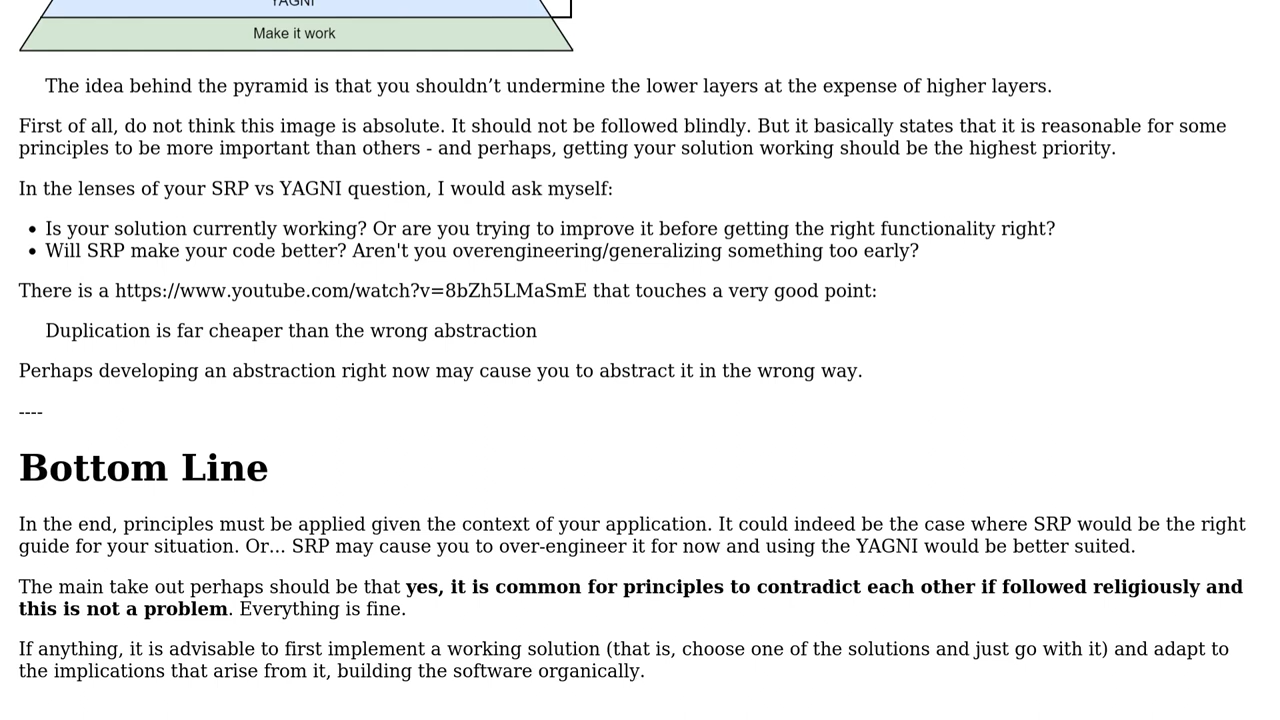 YAGNI
Make it work
The idea behind the pyramid is that you shouldn’t undermine the lower layers at the expense of higher layers.
First of all, do not think this image is absolute. It should not be followed blindly. But it basically states that it is reasonable for some
principles to be more important than others - and perhaps, getting your solution working should be the highest priority.
In the lenses of your SRP vs YAGNI question, I would ask myself:
• Is your solution currently working? Or are you trying to improve it before getting the right functionality right?
• Will SRP make your code better? Aren't you overengineering/generalizing something too early?
There is a https://www.youtube.com/watch?v=8bZh5LMaSmE that touches a very good point:
Duplication is far cheaper than the wrong abstraction
Perhaps developing an abstraction right now may cause you to abstract it in the wrong way.
----
Bottom Line
In the end, principles must be applied given the context of your application. It could indeed be the case where SRP would be the right
guide for your situation. Or... SRP may cause you to over-engineer it for now and using the YAGNI would be better suited.
The main take out perhaps should be that yes, it is common for principles to contradict each other if followed religiously and
this is not a problem. Everything is fine.
If anything, it is advisable to first implement a working solution (that is, choose one of the solutions and just go with it) and adapt to
the implications that arise from it, building the software organically.